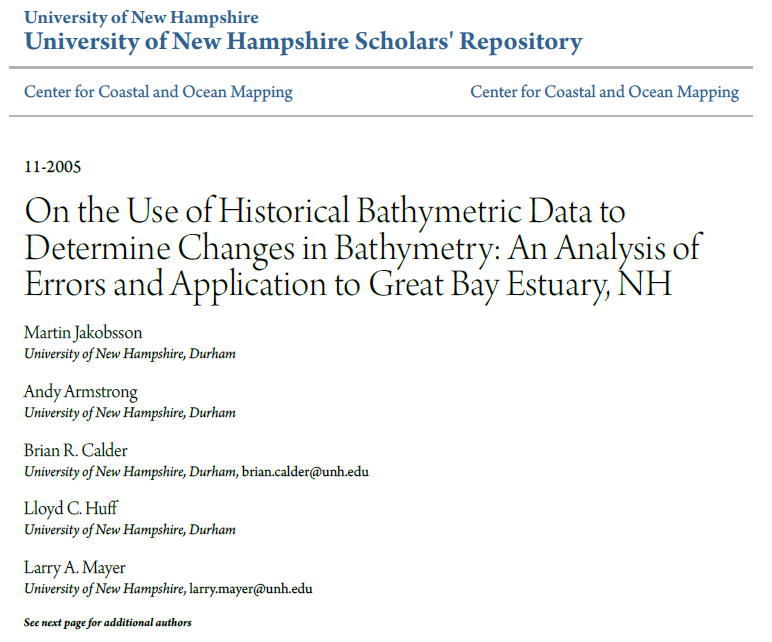 University of New Hampshire
University of New Hampshire Scholars' Repository
Center for Coastal and Ocean Mapping
Center for Coastal and Ocean Mapping
11-2005
On the Use of Historical Bathymetric Data to
Determine Changes in Bathymetry: An Analysis of
Errors and Application to Great Bay Estuary, NH
Martin Jakobsson
University of New Hampshire, Durham
Andy Armstrong
University of New Hampshire, Durham
Brian R. Calder
University of New Hampshire, Durham, brian.calder@unh.edu
Lloyd C. Huff
University of New Hampshire, Durham
Larry A. Mayer
University of New Hampshire, larry.mayer@unh.edu
See next page for additional authors